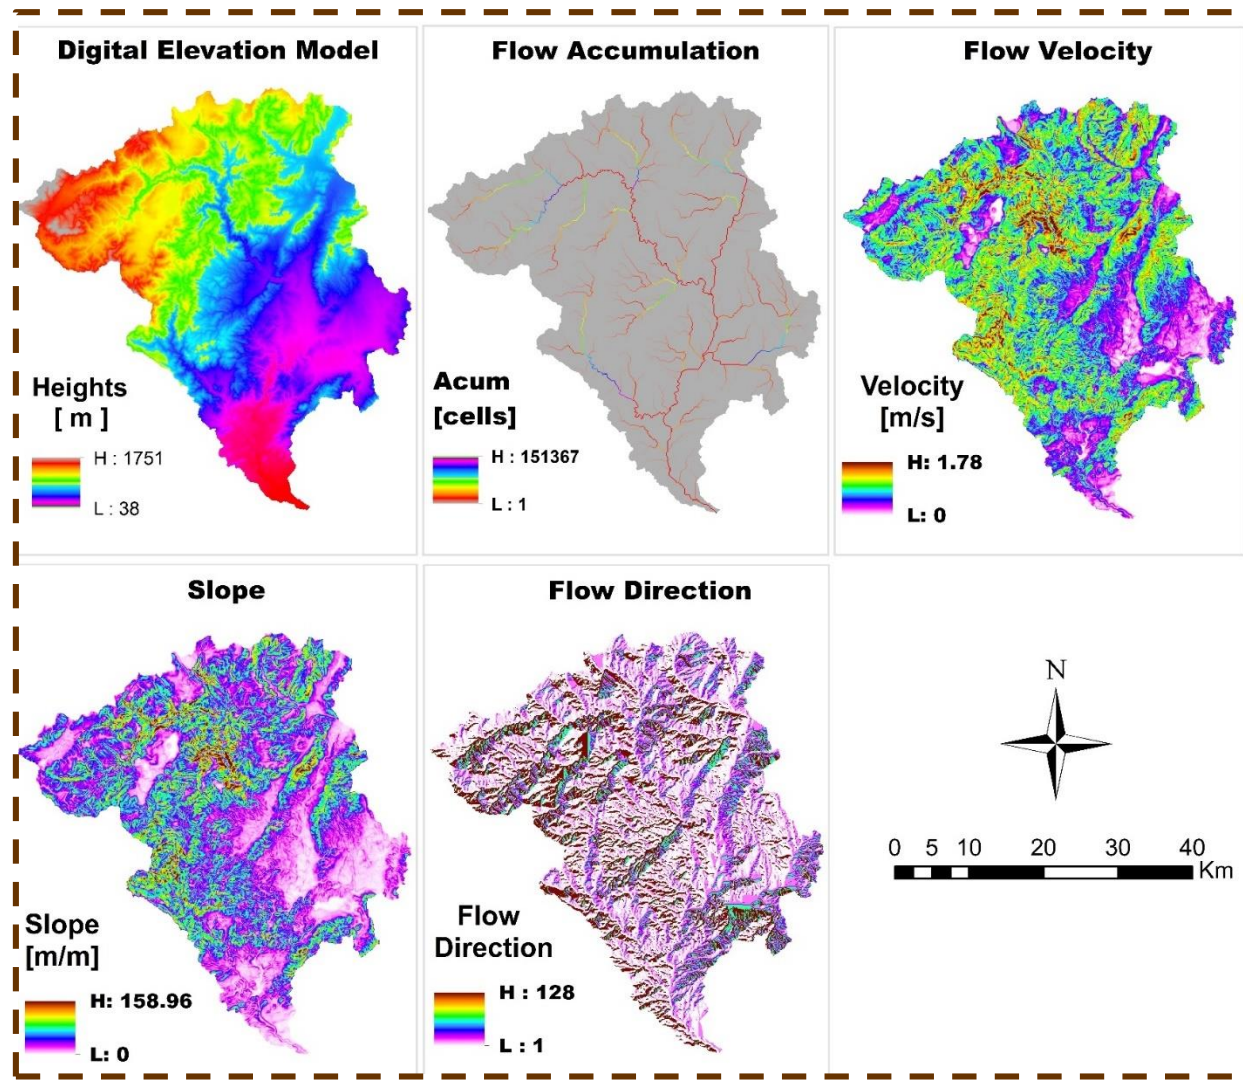 Digital Elevation Model
Heights
[ m ]
H : 1751
L : 38
Flow Accumulation
Acum
[cells]
H : 151367
L : 1
Flow Velocity
Velocity
[m/s]
H: 1.78
L: 0
Slope
Slope
[m/m]
H: 158.96
L: 0
Flow Direction
Flow
Direction
H : 128
L : 1
N
0 5 10 20 30 40
Km